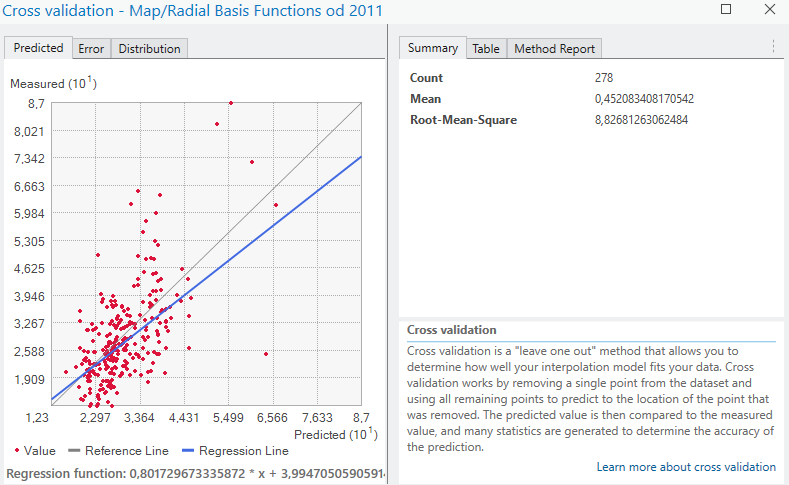 Cross validation - Map/Radial Basis Functions od 2011
Predicted
Error
Distribution
Measured (10¹)
8,7
8,021
7,342
6,663
5,984
5,305
4,625
3,946
3,267
2,588
1,909
1,23
2,297
3,364
4,431
5,499
6,566
7,633
8,7
Predicted (10¹)
Value
Reference Line
Regression Line
Regression function: 0,801729673335872 * x + 3,9947050590591
Summary
Table
Method Report
Count 278
Mean 0,452083408170542
Root-Mean-Square 8,82681263062484
Cross validation
Cross validation is a "leave one out" method that allows you to
determine how well your interpolation model fits your data. Cross
validation works by removing a single point from the dataset and
using all remaining points to predict to the location of the point that
was removed. The predicted value is then compared to the measured
value, and many statistics are generated to determine the accuracy of
the prediction.
Learn more about cross validation